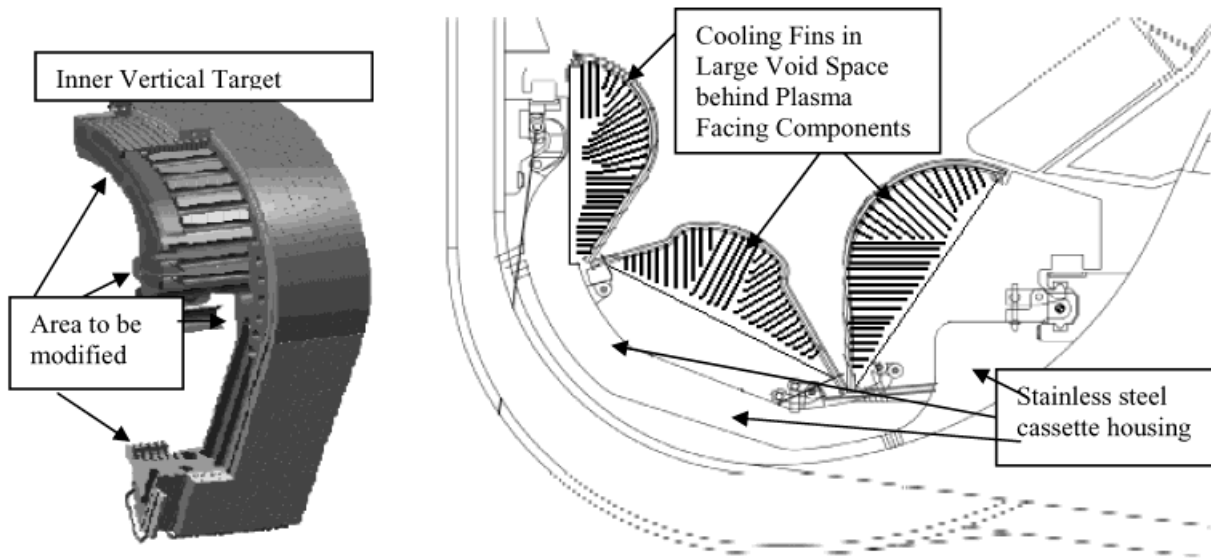 Inner Vertical Target
Area to be
modified
Cooling Fins in
Large Void Space
behind Plasma
Facing Components
Stainless steel
cassette housing